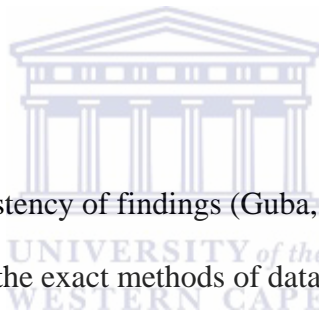 stency of findings (Guba,
UNIVERSITY of the
the exact methods of data
WESTERN CAPE